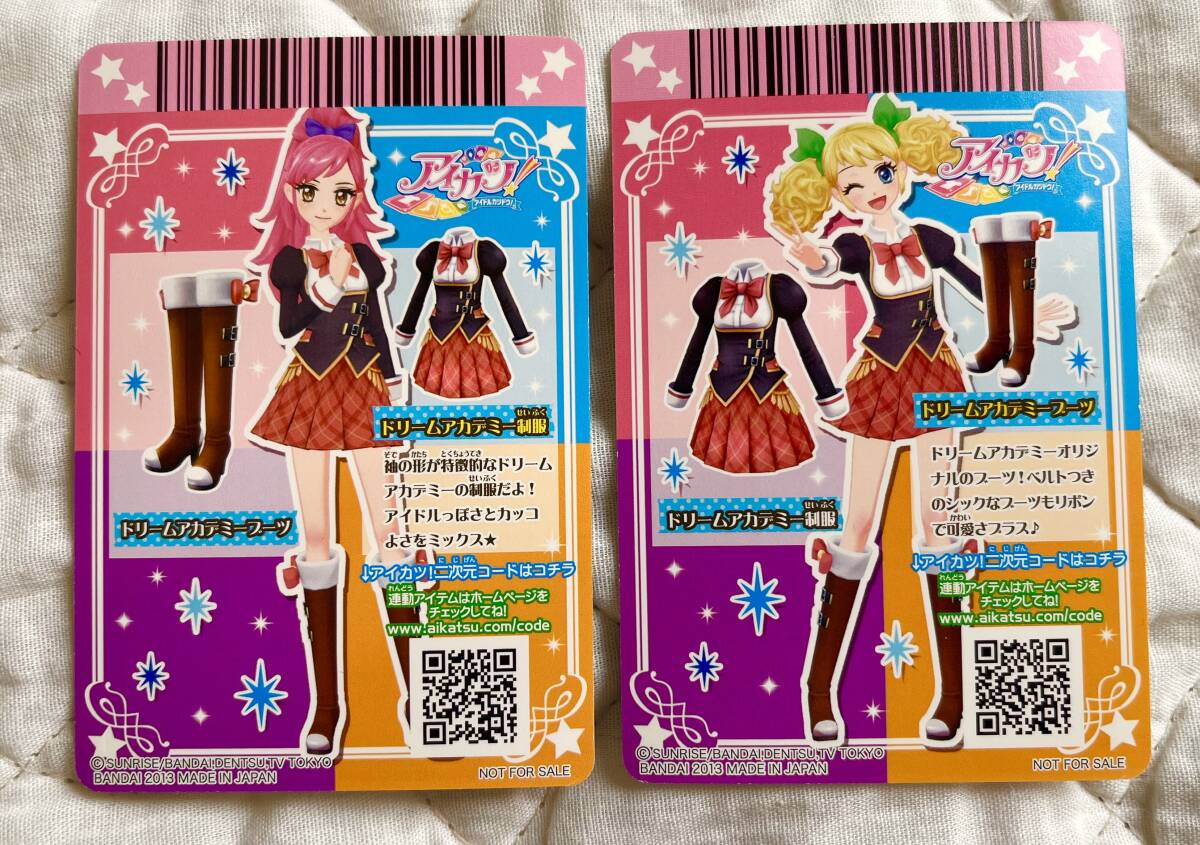 アイカツ!
アイドルカツドウ!
ドリームアカデミー制服
せいふく
袖の形が特徴的なドリーム
そで かたち とくちょうてき
アカデミーの制服だよ!
せいふく
アイドルっぽさとカッコ
よさをミックス★
ドリームアカデミーブーツ
↓アイカツ!二次元コードはコチラ
にじげん
連動アイテムはホームページを
れんどう
チェックしてね!
www.aikatsu.com/code
©SUNRISE/BANDAI,DENTSU,TV TOKYO
BANDAI 2013 MADE IN JAPAN
NOT FOR SALE
アイカツ!
アイドルカツドウ!
ドリームアカデミーブーツ
ドリームアカデミーオリジ
ナルのブーツ!ベルトつき
のシックなブーツもリボン
で可愛さプラス♪
かわい
ドリームアカデミー制服
せいふく
↓アイカツ!二次元コードはコチラ
にじげん
連動アイテムはホームページを
れんどう
チェックしてね!
www.aikatsu.com/code
©SUNRISE/BANDAI,DENTSU,TV TOKYO
BANDAI 2013 MADE IN JAPAN
NOT FOR SALE